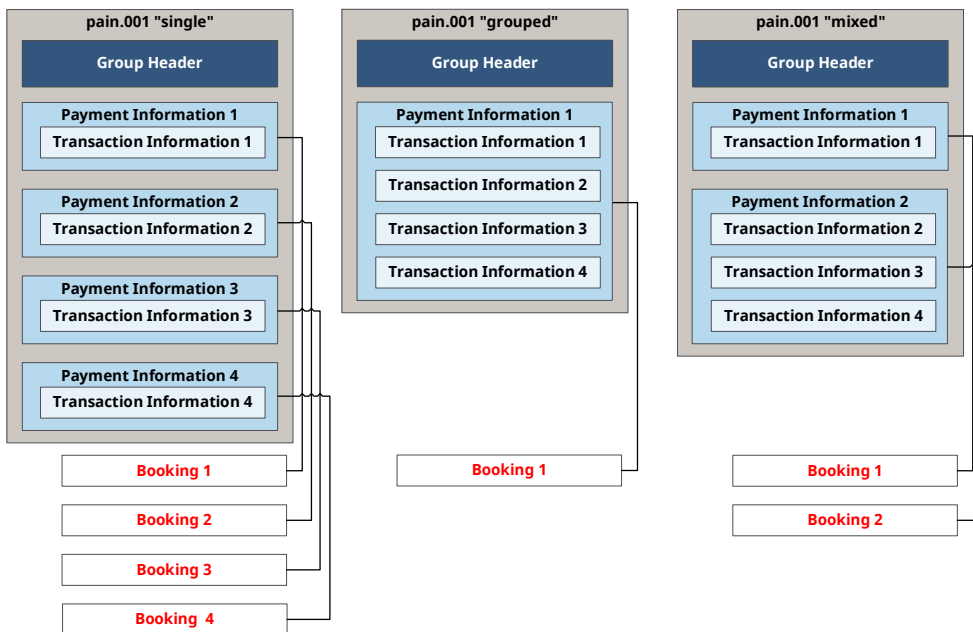 pain.001 "single"
Group Header
Payment Information 1
Transaction Information 1
Payment Information 2
Transaction Information 2
Payment Information 3
Transaction Information 3
Payment Information 4
Transaction Information 4
Booking 1
Booking 2
Booking 3
Booking 4
pain.001 "grouped"
Group Header
Payment Information 1
Transaction Information 1
Transaction Information 2
Transaction Information 3
Transaction Information 4
Booking 1
pain.001 "mixed"
Group Header
Payment Information 1
Transaction Information 1
Payment Information 2
Transaction Information 2
Transaction Information 3
Transaction Information 4
Booking 1
Booking 2